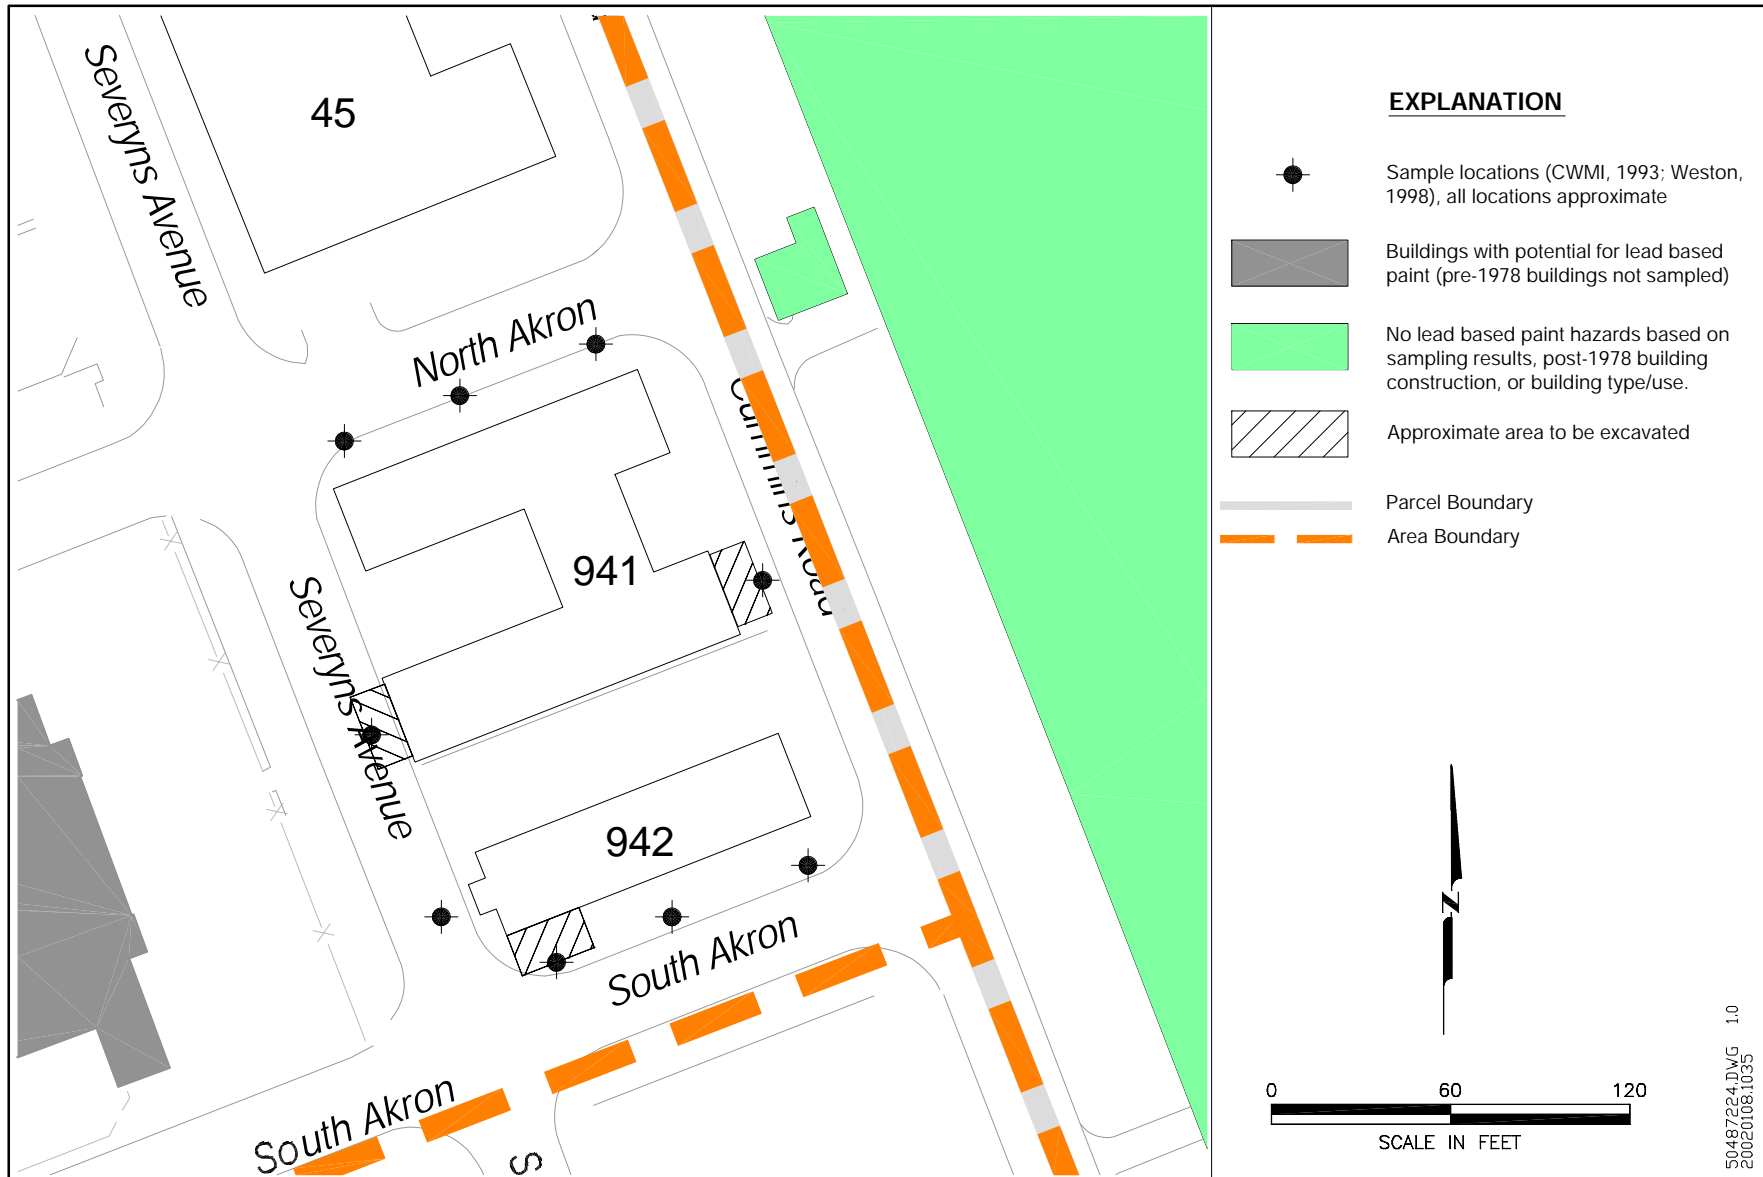 Severyns Avenue
45
North Akron
Cummins Road
941
Severyns Avenue
942
South Akron
South Akron
S
EXPLANATION
Sample locations (CWMI, 1993; Weston,
1998), all locations approximate
Buildings with potential for lead based
paint (pre-1978 buildings not sampled)
No lead based paint hazards based on
sampling results, post-1978 building
construction, or building type/use.
Approximate area to be excavated
Parcel Boundary
Area Boundary
N
0 60 120
SCALE IN FEET
50487224.DWG 1.0
20020108.1035